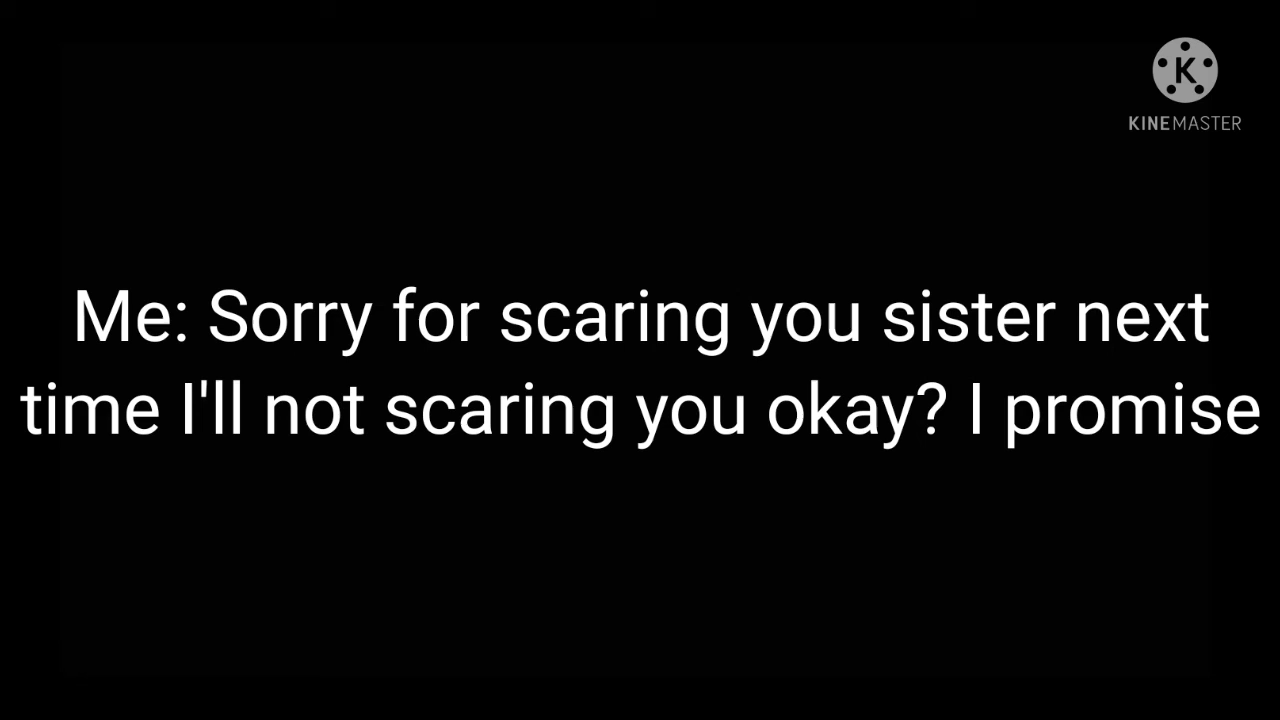 K
KINEMASTER
Me: Sorry for scaring you sister next
time I'll not scaring you okay? I promise